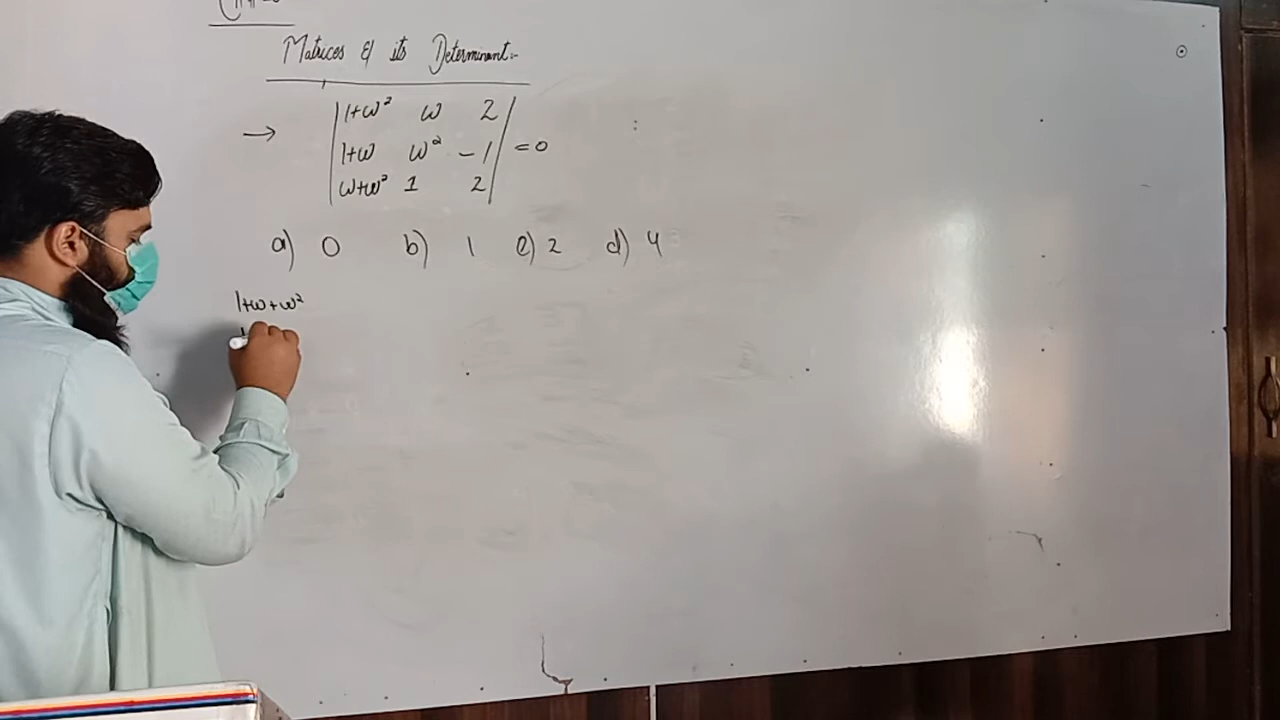 Matrices & its Determinant:-
→ | 1+ω² ω 2 |
| 1+ω ω² -1 | = 0
| ω+ω² 1 2 |
a) 0 b) 1 c) 2 d) 4
1+ω+ω²